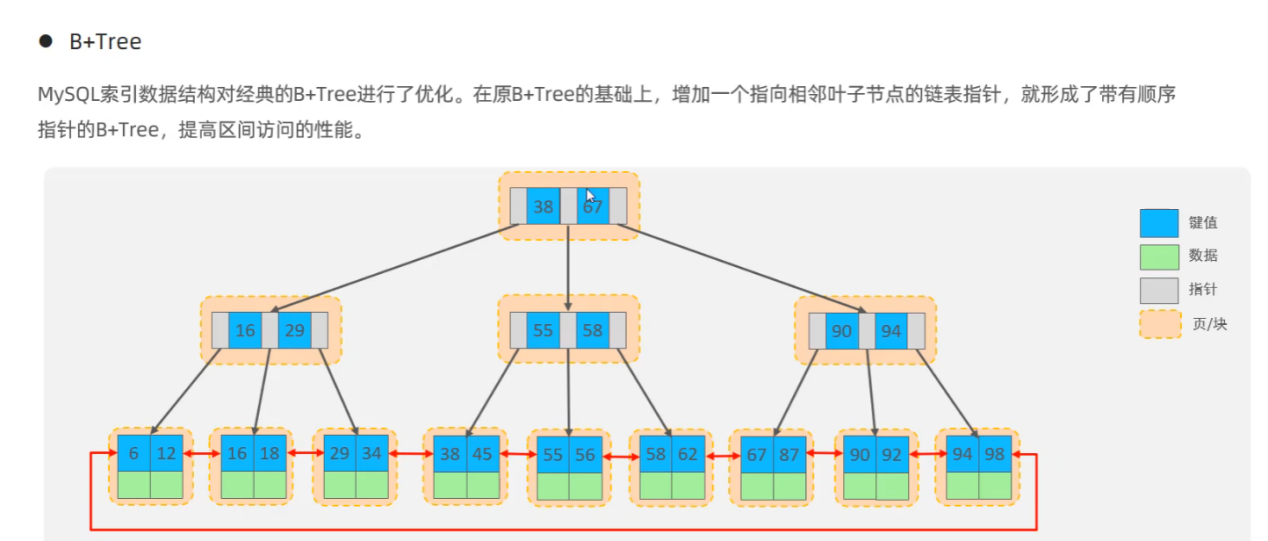 ● B+Tree
MySQL索引数据结构对经典的B+Tree进行了优化。在原B+Tree的基础上，增加一个指向相邻叶子节点的链表指针，就形成了带有顺序
指针的B+Tree，提高区间访问的性能。
38 67
键值
数据
指针
页/块
16 29 55 58 90 94
6 12 16 18 29 34 38 45 55 56 58 62 67 87 90 92 94 98